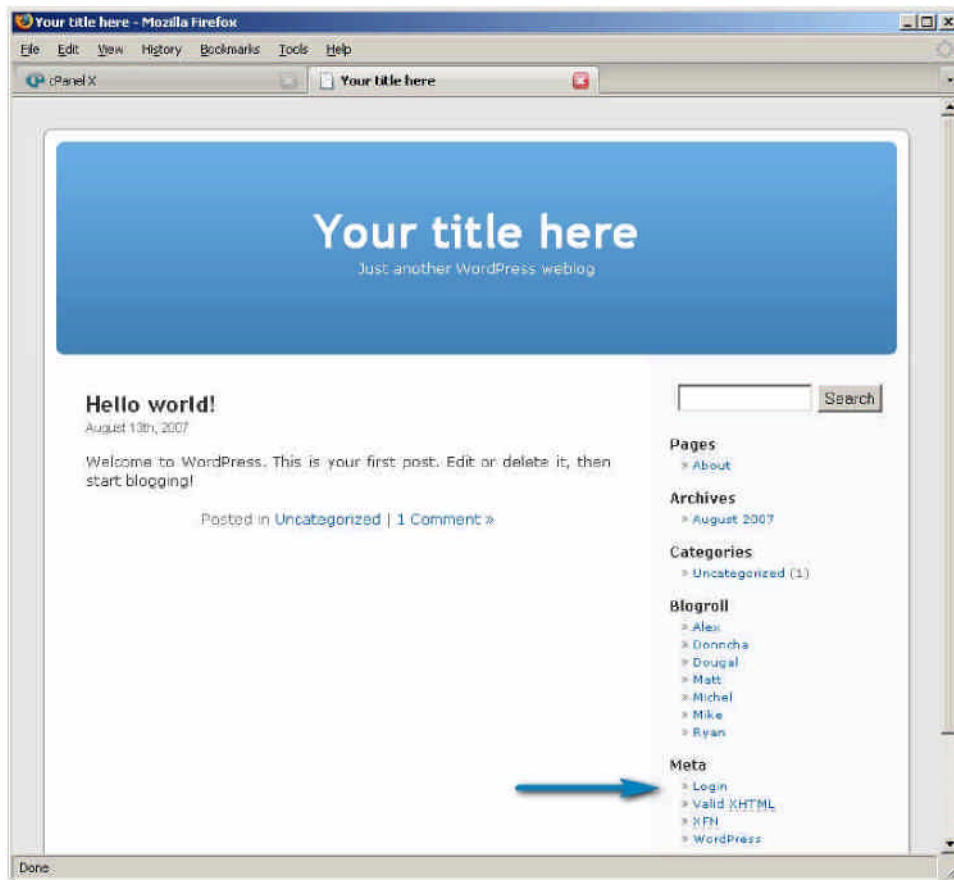 Your title here - Mozilla Firefox
File Edit View History Bookmarks Tools Help
cPanel X
Your title here
Your title here
Just another WordPress weblog
Hello world!
August 13th, 2007
Welcome to WordPress. This is your first post. Edit or delete it, then
start blogging!
Posted in Uncategorized | 1 Comment »
Search
Pages
» About
Archives
» August 2007
Categories
» Uncategorized (1)
Blogroll
» Alex
» Donncha
» Dougal
» Matt
» Michel
» Mike
» Ryan
Meta
» Login
» Valid XHTML
» XFN
» WordPress
Done